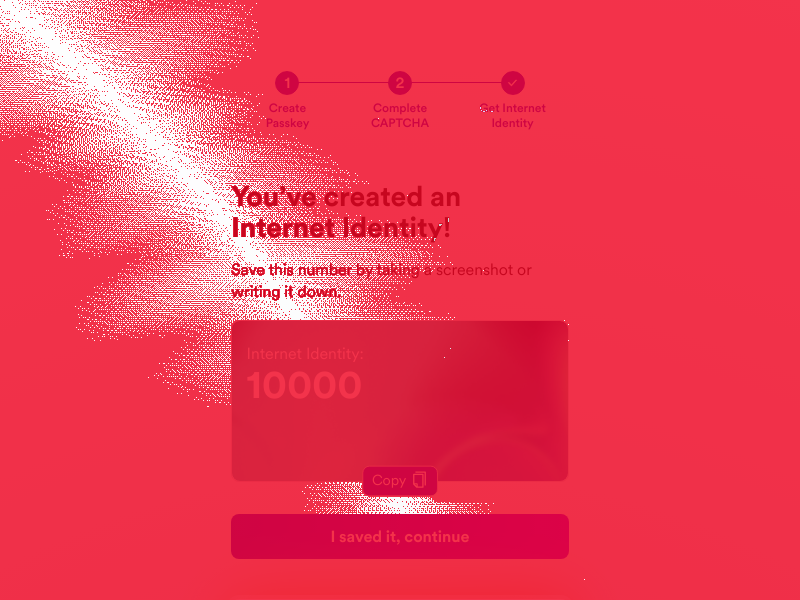 1
2
Create
Passkey
Complete
CAPTCHA
Get Internet
Identity
You've created an
Internet Identity!
Save this number by taking a screenshot or
writing it down.
Internet Identity:
10000
Copy
I saved it, continue